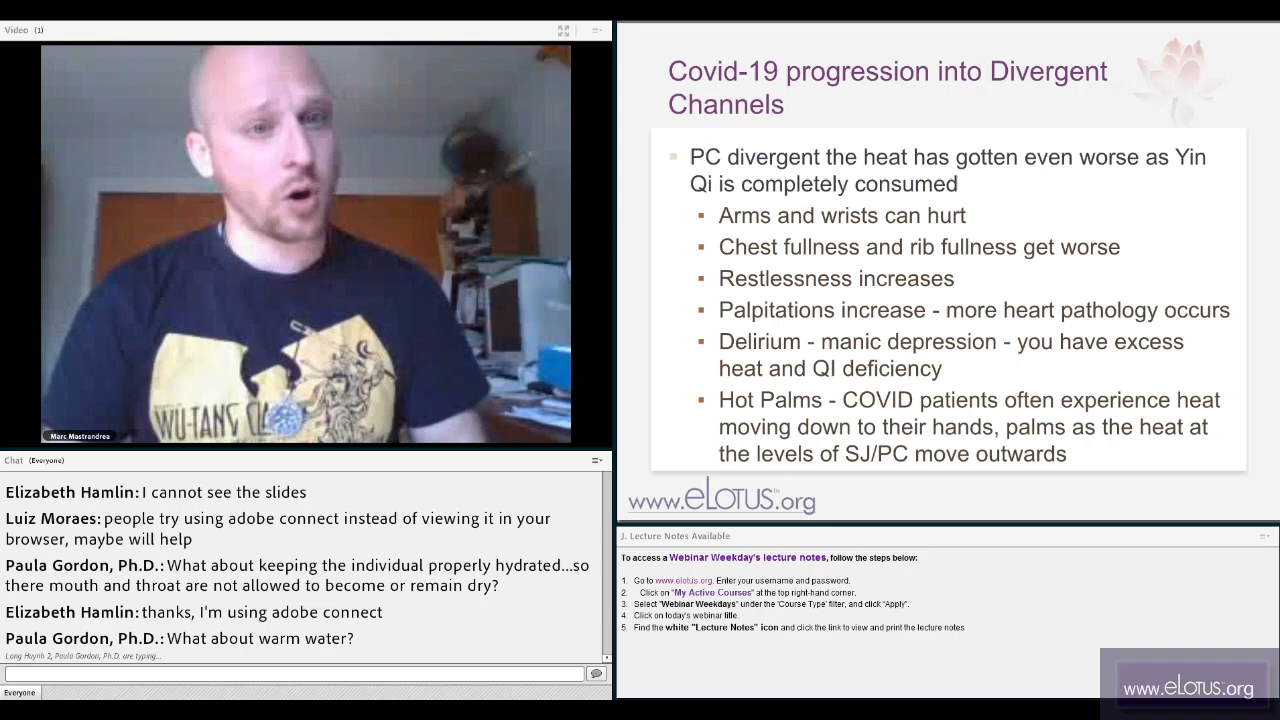 Video (1)
WU-TANG CLA
Marc Mastrandrea
Chat (Everyone)
Elizabeth Hamlin: I cannot see the slides
Luiz Moraes: people try using adobe connect instead of viewing it in your
browser, maybe will help
Paula Gordon, Ph.D.: What about keeping the individual properly hydrated...so
there mouth and throat are not allowed to become or remain dry?
Elizabeth Hamlin: thanks, I'm using adobe connect
Paula Gordon, Ph.D.: What about warm water?
Long Huynh 2, Paula Gordon, Ph.D. are typing...
Everyone
Covid-19 progression into Divergent
Channels
PC divergent the heat has gotten even worse as Yin
Qi is completely consumed
Arms and wrists can hurt
Chest fullness and rib fullness get worse
Restlessness increases
Palpitations increase - more heart pathology occurs
Delirium - manic depression - you have excess
heat and QI deficiency
Hot Palms - COVID patients often experience heat
moving down to their hands, palms as the heat at
the levels of SJ/PC move outwards
www.eLOTUS.org
J. Lecture Notes Available
To access a Webinar Weekday's lecture notes, follow the steps below:
1. Go to www.elotus.org. Enter your username and password.
2. Click on "My Active Courses" at the top right-hand corner.
3. Select "Webinar Weekdays" under the 'Course Type' filter, and click "Apply".
4. Click on today's webinar title.
5. Find the white "Lecture Notes" icon and click the link to view and print the lecture notes
www.eLOTUS.org